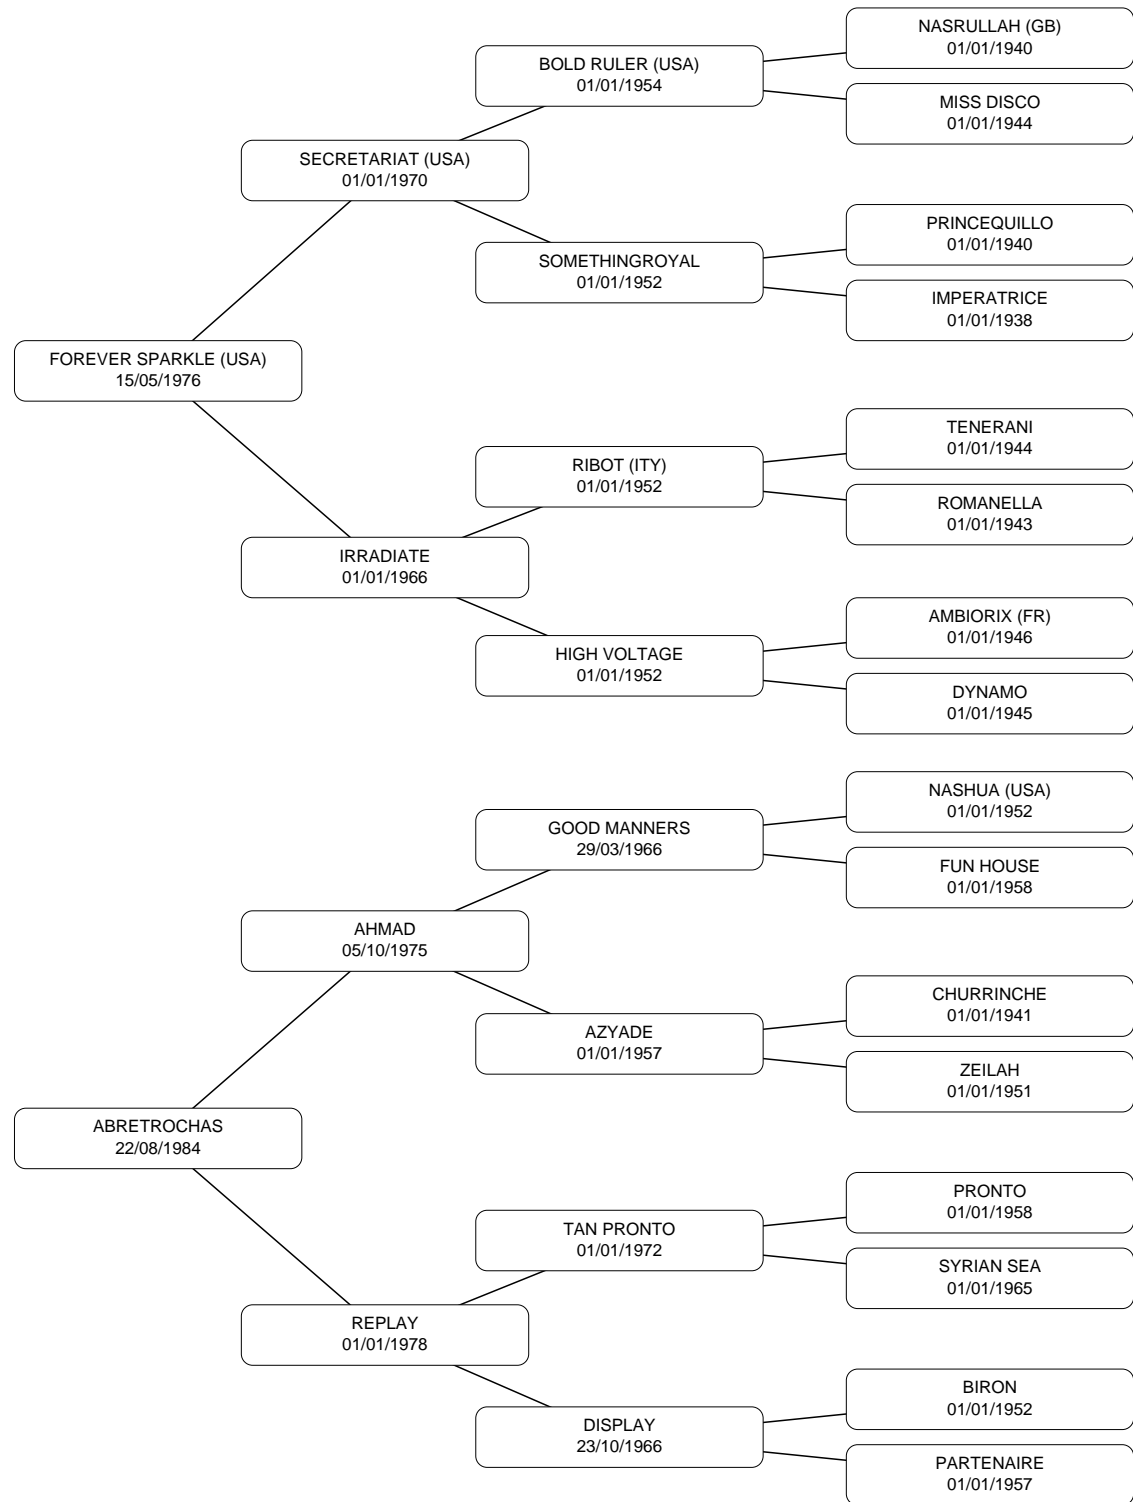 NASRULLAH (GB)
01/01/1940
BOLD RULER (USA)
01/01/1954
MISS DISCO
01/01/1944
SECRETARIAT (USA)
01/01/1970
PRINCEQUILLO
01/01/1940
SOMETHINGROYAL
01/01/1952
IMPERATRICE
01/01/1938
FOREVER SPARKLE (USA)
15/05/1976
TENERANI
01/01/1944
RIBOT (ITY)
01/01/1952
ROMANELLA
01/01/1943
IRRADIATE
01/01/1966
AMBIORIX (FR)
01/01/1946
HIGH VOLTAGE
01/01/1952
DYNAMO
01/01/1945
NASHUA (USA)
01/01/1952
GOOD MANNERS
29/03/1966
FUN HOUSE
01/01/1958
AHMAD
05/10/1975
CHURRINCHE
01/01/1941
AZYADE
01/01/1957
ZEILAH
01/01/1951
ABRETROCHAS
22/08/1984
PRONTO
01/01/1958
TAN PRONTO
01/01/1972
SYRIAN SEA
01/01/1965
REPLAY
01/01/1978
BIRON
01/01/1952
DISPLAY
23/10/1966
PARTENAIRE
01/01/1957